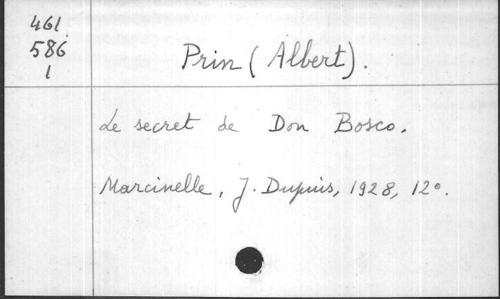 461.
586
1
Prin (Albert).
Le secret de Don Bosco.
Marcinelle, J. Dupuis, 1928, 12°.